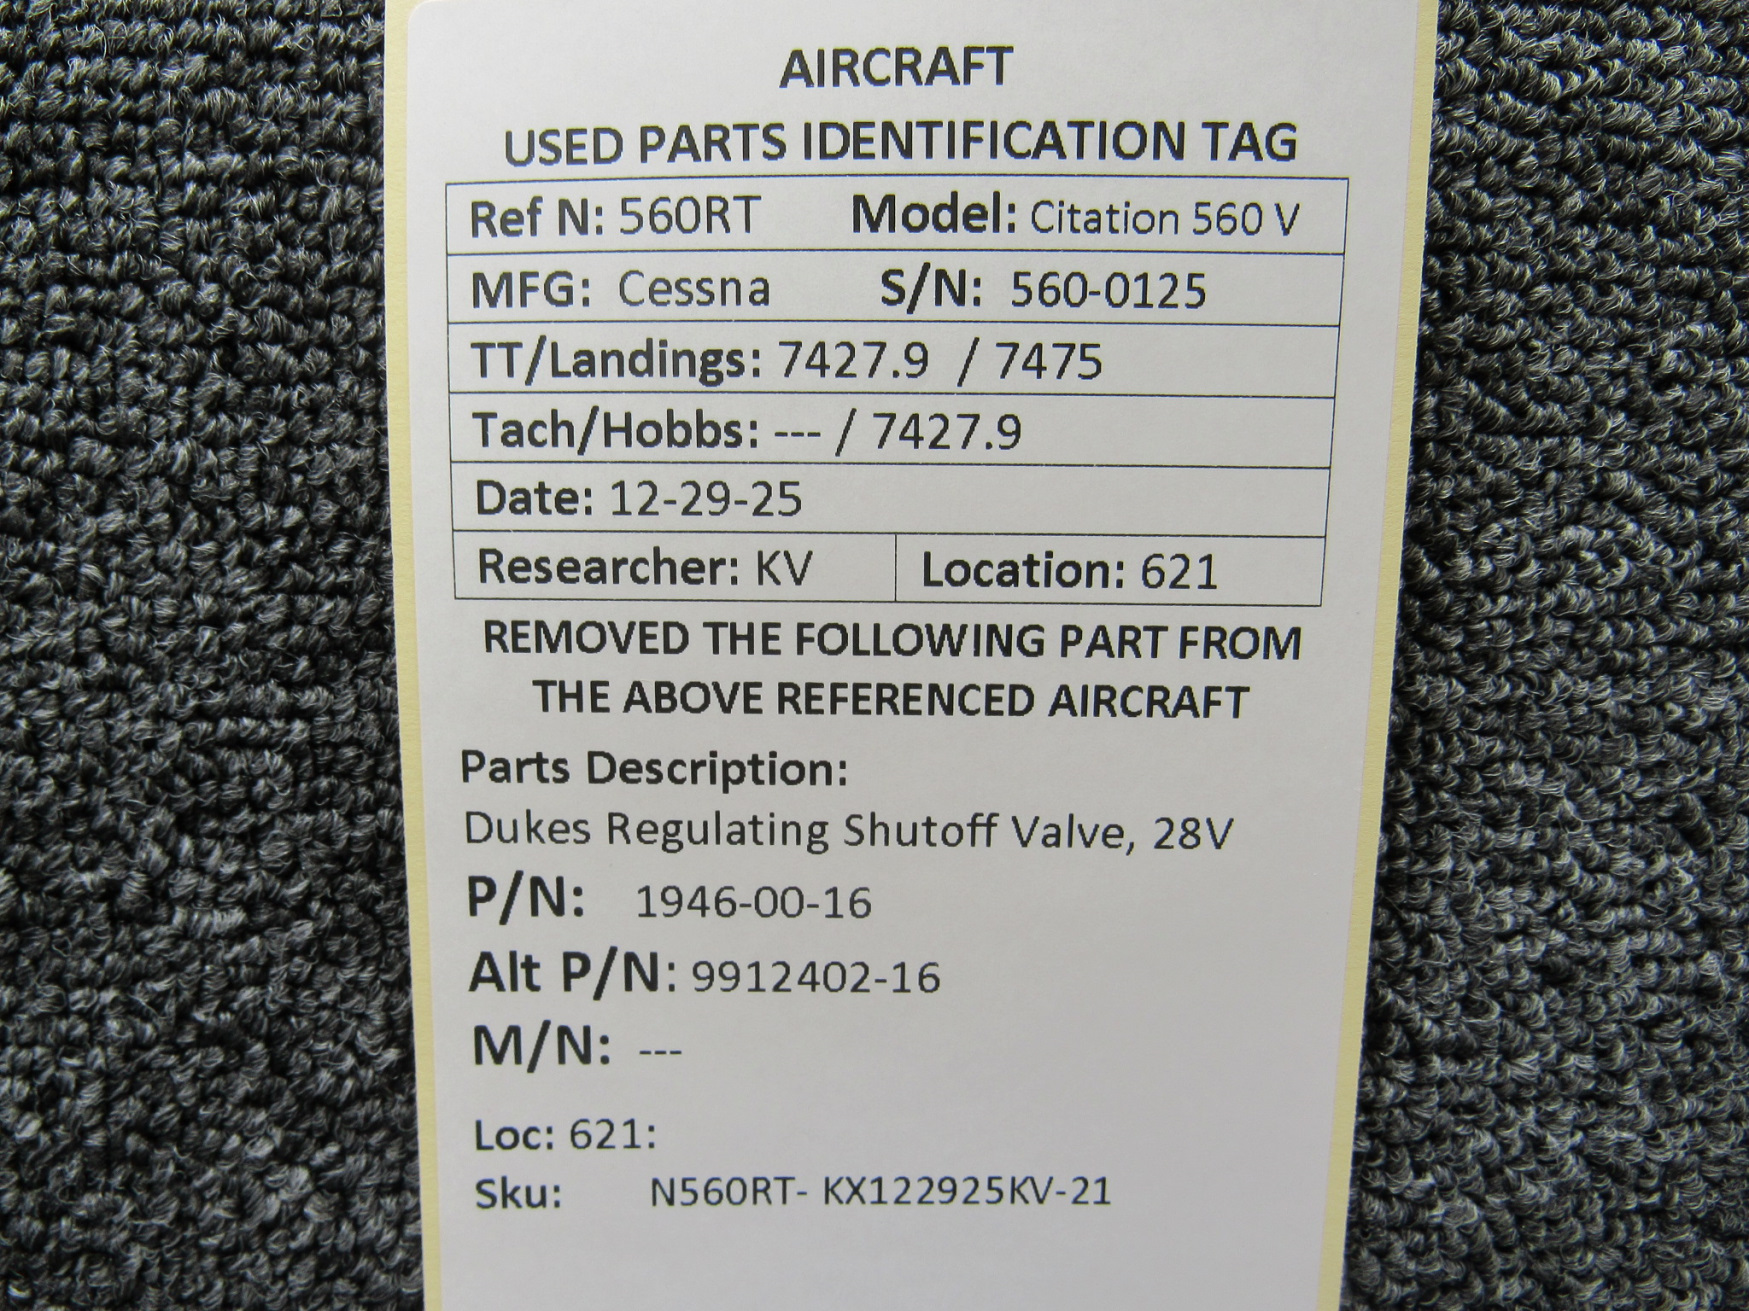 AIRCRAFT
USED PARTS IDENTIFICATION TAG
Ref N: 560RT Model: Citation 560 V
MFG: Cessna S/N: 560-0125
TT/Landings: 7427.9 / 7475
Tach/Hobbs: --- / 7427.9
Date: 12-29-25
Researcher: KV Location: 621
REMOVED THE FOLLOWING PART FROM
THE ABOVE REFERENCED AIRCRAFT
Parts Description:
Dukes Regulating Shutoff Valve, 28V
P/N: 1946-00-16
Alt P/N: 9912402-16
M/N: ---
Loc: 621:
Sku: N560RT- KX122925KV-21